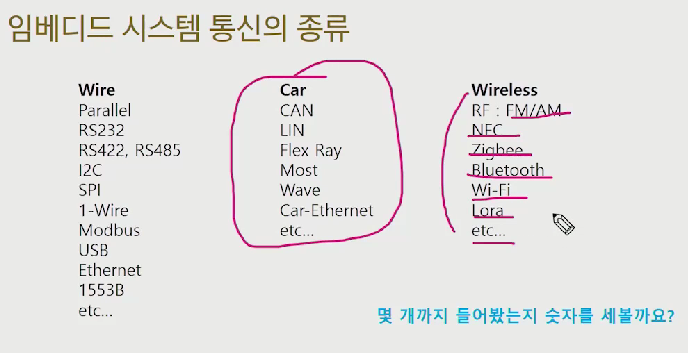 임베디드 시스템 통신의 종류
Wire
Parallel
RS232
RS422, RS485
I2C
SPI
1-Wire
Modbus
USB
Ethernet
1553B
etc...
Car
CAN
LIN
Flex Ray
Most
Wave
Car-Ethernet
etc...
Wireless
RF : FM/AM
NFC
Zigbee
Bluetooth
Wi-Fi
Lora
etc...
몇 개까지 들어봤는지 숫자를 세볼까요?